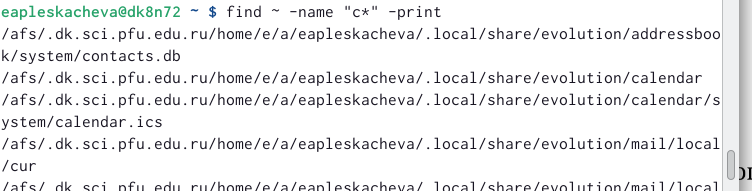 eapleskacheva@dk8n72 ~ $ find ~ -name "c*" -print
/afs/.dk.sci.pfu.edu.ru/home/e/a/eapleskacheva/.local/share/evolution/addressboo
k/system/contacts.db
/afs/.dk.sci.pfu.edu.ru/home/e/a/eapleskacheva/.local/share/evolution/calendar
/afs/.dk.sci.pfu.edu.ru/home/e/a/eapleskacheva/.local/share/evolution/calendar/s
ystem/calendar.ics
/afs/.dk.sci.pfu.edu.ru/home/e/a/eapleskacheva/.local/share/evolution/mail/local
/cur
/afs/.dk.sci.pfu.edu.ru/home/e/a/eapleskacheva/.local/share/evolution/mail/local